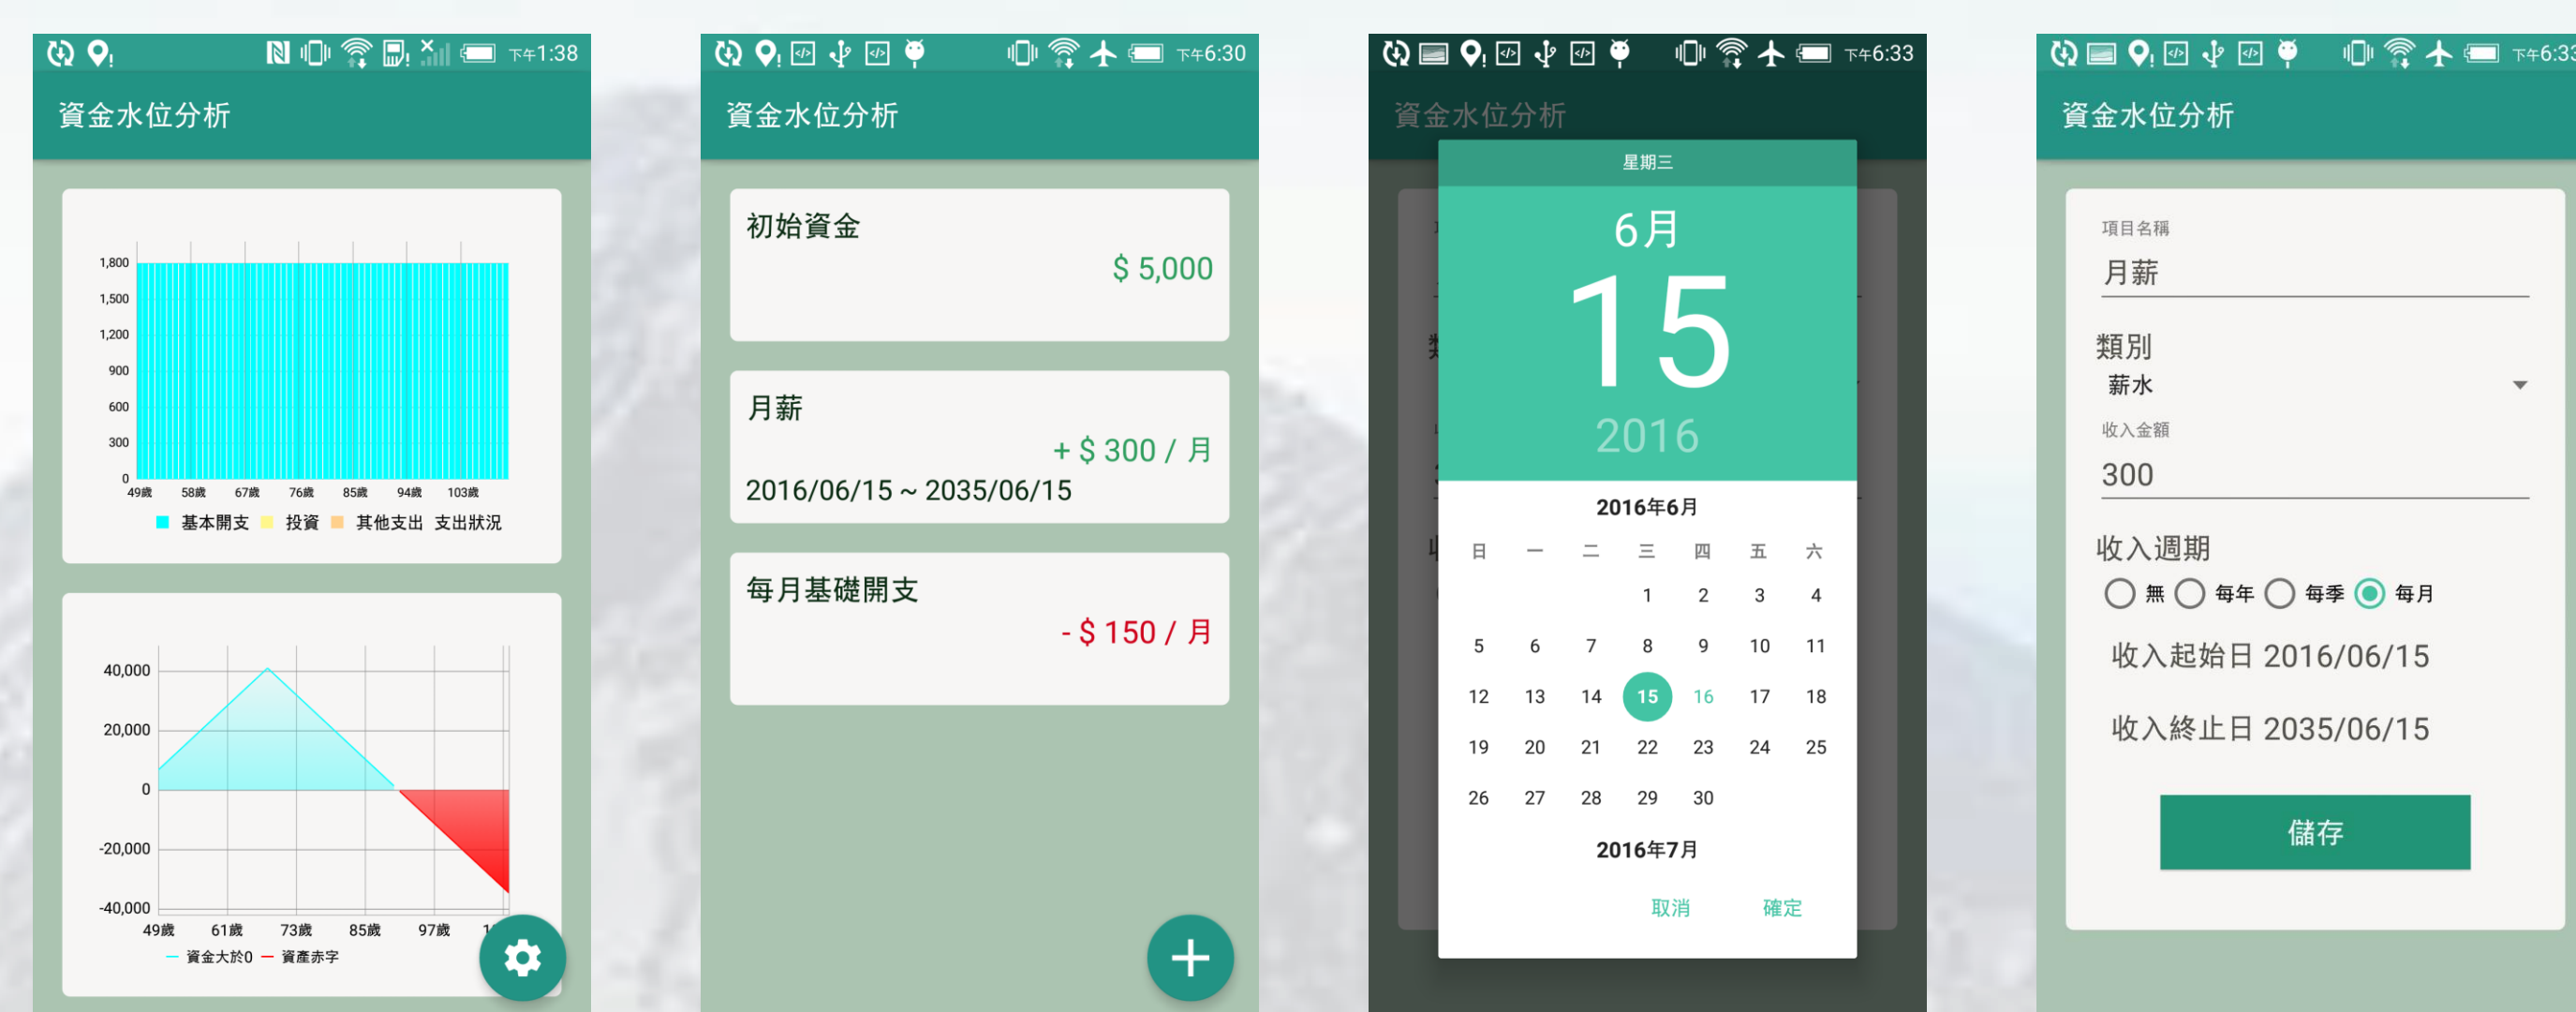 下午1:38
資金水位分析
1,800
1,500
1,200
900
600
300
0
49歲 58歲 67歲 76歲 85歲 94歲 103歲
基本開支 投資 其他支出 支出狀況
40,000
20,000
0
-20,000
-40,000
49歲 61歲 73歲 85歲 97歲
資金大於0 資產赤字
下午6:30
資金水位分析
初始資金
$ 5,000
月薪
+ $ 300 / 月
2016/06/15 ~ 2035/06/15
每月基礎開支
- $ 150 / 月
下午6:33
資金水位分析
星期三
6月
15
2016
2016年6月
日 一 二 三 四 五 六
1 2 3 4
5 6 7 8 9 10 11
12 13 14 15 16 17 18
19 20 21 22 23 24 25
26 27 28 29 30
2016年7月
取消 確定
下午6:33
資金水位分析
項目名稱
月薪
類別
薪水
收入金額
300
收入週期
無 每年 每季 每月
收入起始日 2016/06/15
收入終止日 2035/06/15
儲存